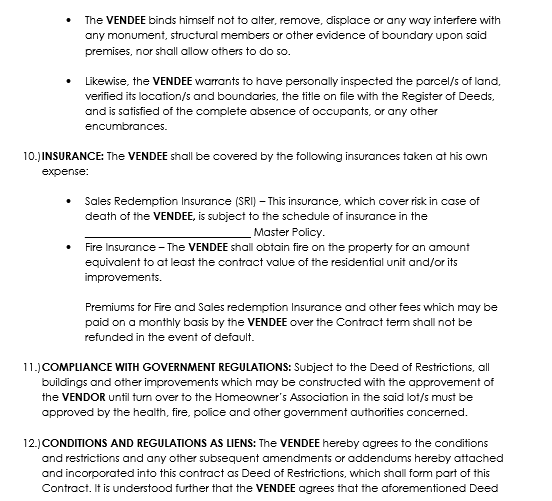 • The VENDEE binds himself not to alter, remove, displace or any way interfere with
any monument, structural members or other evidence of boundary upon said
premises, nor shall allow others to do so.
• Likewise, the VENDEE warrants to have personally inspected the parcel/s of land,
verified its location/s and boundaries, the title on file with the Register of Deeds,
and is satisfied of the complete absence of occupants, or any other
encumbrances.
10.) INSURANCE: The VENDEE shall be covered by the following insurances taken at his own
expense:
• Sales Redemption Insurance (SRI) – This insurance, which cover risk in case of
death of the VENDEE, is subject to the schedule of insurance in the
______________________________ Master Policy.
• Fire Insurance – The VENDEE shall obtain fire on the property for an amount
equivalent to at least the contract value of the residential unit and/or its
improvements.
Premiums for Fire and Sales redemption Insurance and other fees which may be
paid on a monthly basis by the VENDEE over the Contract term shall not be
refunded in the event of default.
11.) COMPLIANCE WITH GOVERNMENT REGULATIONS: Subject to the Deed of Restrictions, all
buildings and other improvements which may be constructed with the approvement of
the VENDOR until turn over to the Homeowner's Association in the said lot/s must be
approved by the health, fire, police and other government authorities concerned.
12.) CONDITIONS AND REGULATIONS AS LIENS: The VENDEE hereby agrees to the conditions
and restrictions and any other subsequent amendments or addendums hereby attached
and incorporated into this contract as Deed of Restrictions, which shall form part of this
Contract. It is understood further that the VENDEE agrees that the aforementioned Deed